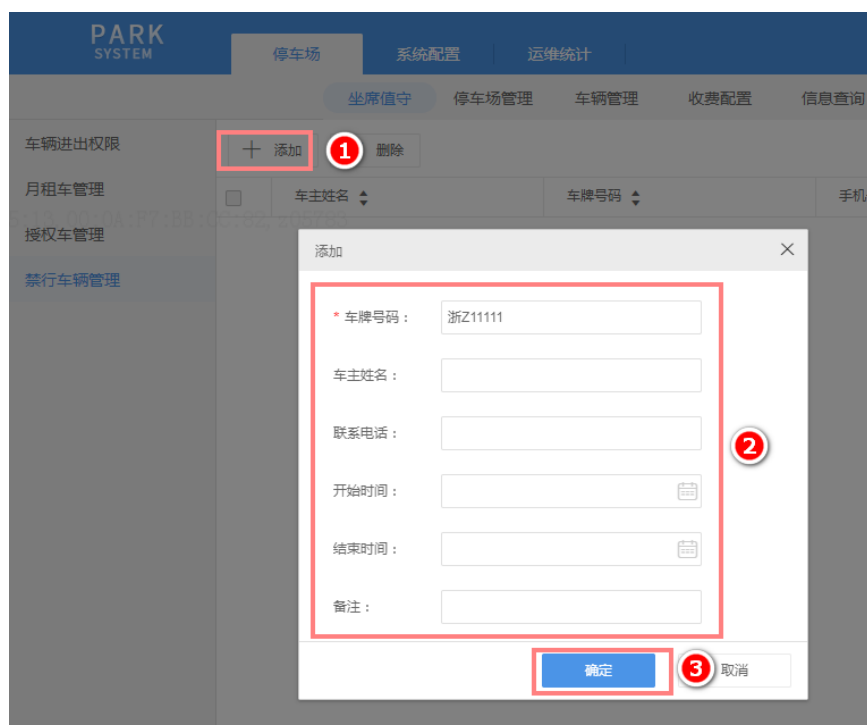 PARK
SYSTEM
停车场 系统配置 运维统计
坐席值守 停车场管理 车辆管理 收费配置 信息查询
车辆进出权限
添加 1 删除
月租车管理
车主姓名 车牌号码 手机
授权车管理
禁行车辆管理
添加
* 车牌号码： 浙Z11111
车主姓名：
联系电话：
2
开始时间：
结束时间：
备注：
确定 3 取消